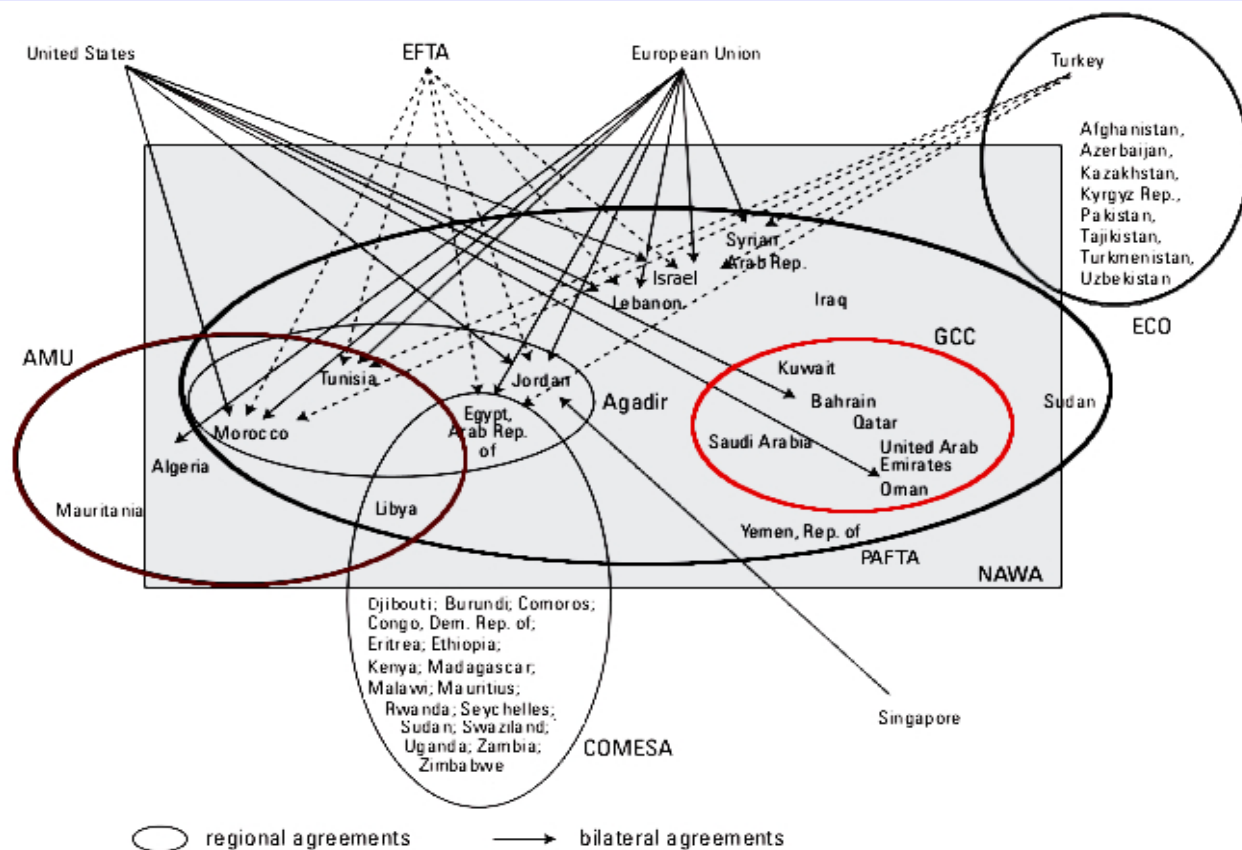 United States
EFTA
European Union
Turkey
Afghanistan,
Azerbaijan,
Kazakhstan,
Kyrgyz Rep.,
Pakistan,
Tajikistan,
Turkmenistan,
Uzbekistan
ECO
Syrian
Arab Rep.
Israel
Lebanon
Iraq
GCC
AMU
Kuwait
Tunisia
Jordan
Agadir
Bahrain
Sudan
Qatar
Egypt,
Arab Rep.
of
Morocco
Saudi Arabia
United Arab
Emirates
Algeria
Oman
Mauritania
Libya
Yemen, Rep. of
PAFTA
NAWA
Djibouti; Burundi; Comoros;
Congo, Dem. Rep. of;
Eritrea; Ethiopia;
Kenya; Madagascar;
Malawi; Mauritius;
Rwanda; Seychelles;
Sudan; Swaziland;
Uganda; Zambia;
Zimbabwe
COMESA
Singapore
regional agreements
bilateral agreements